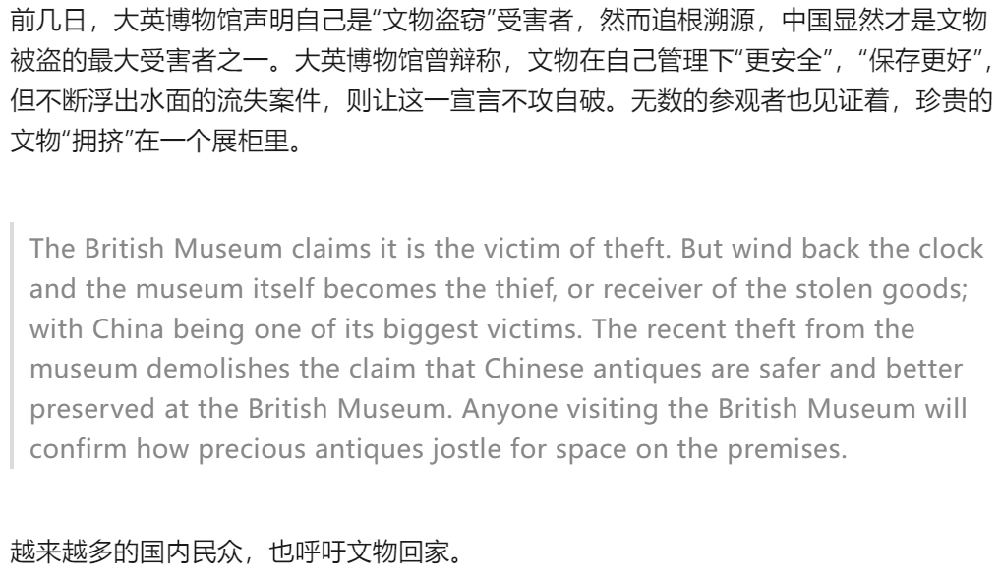 前几日，大英博物馆声明自己是“文物盗窃”受害者，然而追根溯源，中国显然才是文物
被盗的最大受害者之一。大英博物馆曾辩称，文物在自己管理下“更安全”，“保存更好”，
但不断浮出水面的流失案件，则让这一宣言不攻自破。无数的参观者也见证着，珍贵的
文物“拥挤”在一个展柜里。
The British Museum claims it is the victim of theft. But wind back the clock
and the museum itself becomes the thief, or receiver of the stolen goods;
with China being one of its biggest victims. The recent theft from the
museum demolishes the claim that Chinese antiques are safer and better
preserved at the British Museum. Anyone visiting the British Museum will
confirm how precious antiques jostle for space on the premises.
越来越多的国内民众，也呼吁文物回家。